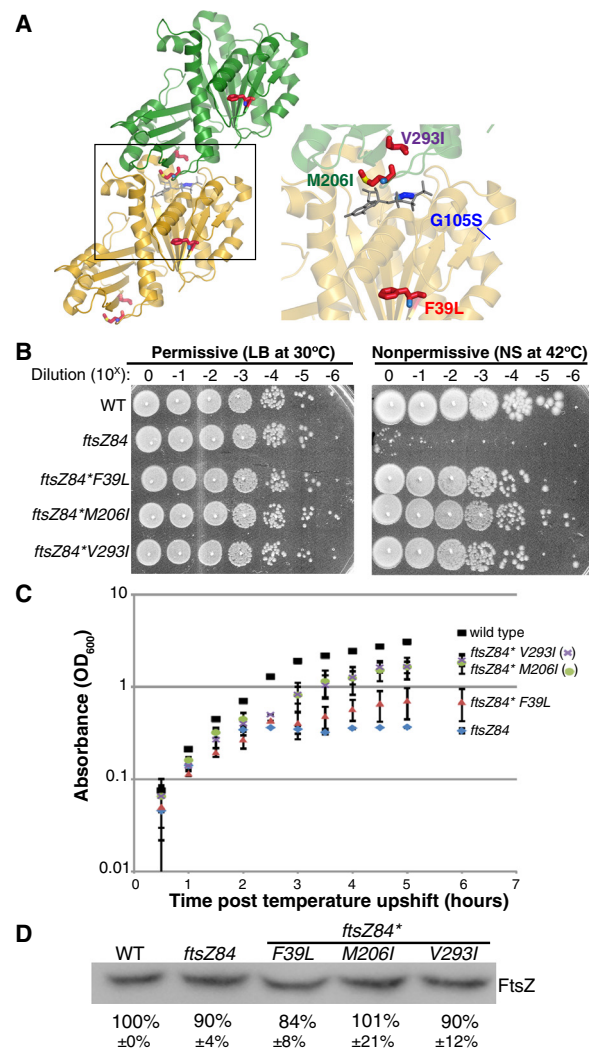 A
V293I
M206I
G105S
F39L
B
Permissive (LB at 30ºC) Nonpermissive (NS at 42ºC)
Dilution (10ˣ): 0 -1 -2 -3 -4 -5 -6 0 -1 -2 -3 -4 -5 -6
WT
ftsZ84
ftsZ84*F39L
ftsZ84*M206I
ftsZ84*V293I
C
Absorbance (OD₆₀₀)
10
1
0.1
0.01
0 1 2 3 4 5 6 7
Time post temperature upshift (hours)
wild type
ftsZ84* V293I (×)
ftsZ84* M206I (●)
ftsZ84* F39L
ftsZ84
D
ftsZ84*
WT ftsZ84 F39L M206I V293I
FtsZ
100% 90% 84% 101% 90%
±0% ±4% ±8% ±21% ±12%